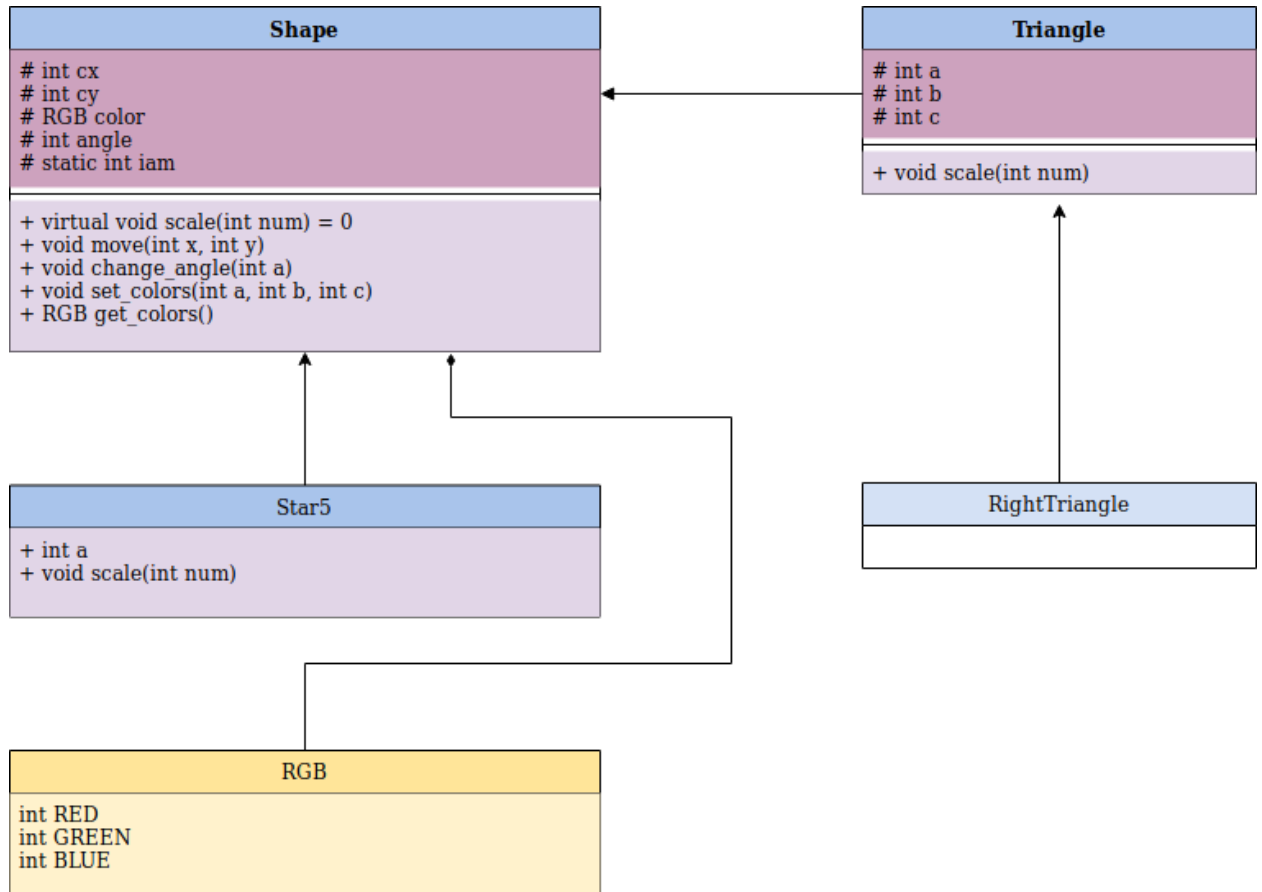 Shape
# int cx
# int cy
# RGB color
# int angle
# static int iam
+ virtual void scale(int num) = 0
+ void move(int x, int y)
+ void change_angle(int a)
+ void set_colors(int a, int b, int c)
+ RGB get_colors()
Triangle
# int a
# int b
# int c
+ void scale(int num)
Star5
+ int a
+ void scale(int num)
RightTriangle
RGB
int RED
int GREEN
int BLUE